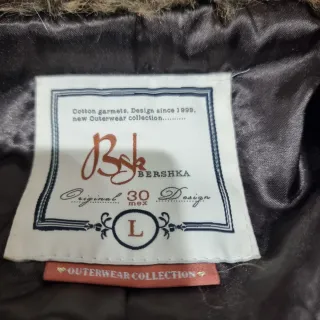 Cotton garmets, Design since 1999,
new Outerwear collection..........
Bsk
BERSHKA
Original 30 Design
mex
L
OUTERWEAR COLLECTION